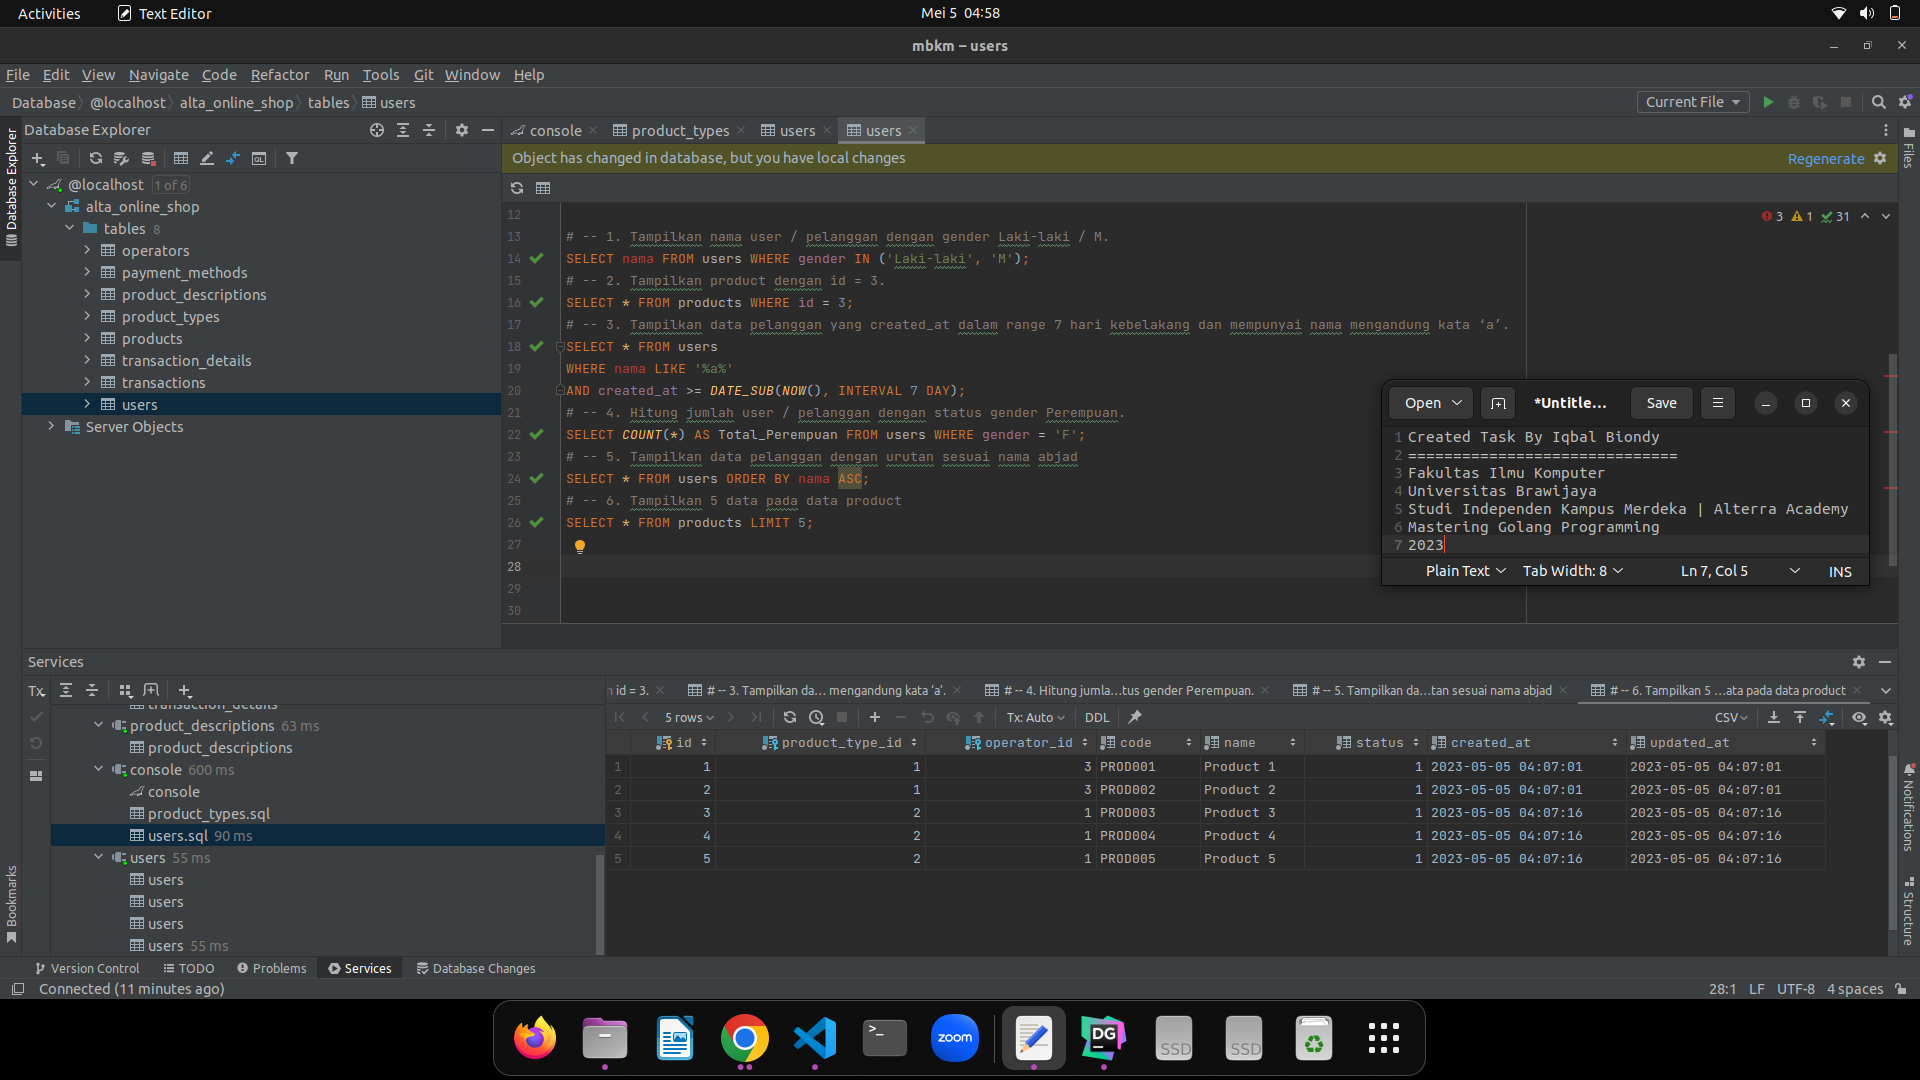 Activities
Text Editor
Mei 5 04:58
mbkm – users
File Edit View Navigate Code Refactor Run Tools Git Window Help
Database @localhost alta_online_shop tables users
Current File
Database Explorer
Database Explorer
@localhost 1 of 6
alta_online_shop
tables 8
operators
payment_methods
product_descriptions
product_types
products
transaction_details
transactions
users
Server Objects
console product_types users users
Object has changed in database, but you have local changes
Regenerate
Files
3 1 31
12
13 # -- 1. Tampilkan nama user / pelanggan dengan gender Laki-laki / M.
14 SELECT nama FROM users WHERE gender IN ('Laki-laki', 'M');
15 # -- 2. Tampilkan product dengan id = 3.
16 SELECT * FROM products WHERE id = 3;
17 # -- 3. Tampilkan data pelanggan yang created_at dalam range 7 hari kebelakang dan mempunyai nama mengandung kata ‘a’.
18 SELECT * FROM users
19 WHERE nama LIKE '%a%'
20 AND created_at >= DATE_SUB(NOW(), INTERVAL 7 DAY);
21 # -- 4. Hitung jumlah user / pelanggan dengan status gender Perempuan.
22 SELECT COUNT(*) AS Total_Perempuan FROM users WHERE gender = 'F';
23 # -- 5. Tampilkan data pelanggan dengan urutan sesuai nama abjad
24 SELECT * FROM users ORDER BY nama ASC;
25 # -- 6. Tampilkan 5 data pada data product
26 SELECT * FROM products LIMIT 5;
27
28
29
30
Open *Untitle... Save
1 Created Task By Iqbal Biondy
2 ==============================
3 Fakultas Ilmu Komputer
4 Universitas Brawijaya
5 Studi Independen Kampus Merdeka | Alterra Academy
6 Mastering Golang Programming
7 2023
Plain Text Tab Width: 8 Ln 7, Col 5 INS
Services
Tx
transaction_details
product_descriptions 63 ms
product_descriptions
console 600 ms
console
product_types.sql
users.sql 90 ms
users 55 ms
users
users
users
users 55 ms
n id = 3. # -- 3. Tampilkan da... mengandung kata ‘a’. # -- 4. Hitung jumla...tus gender Perempuan. # -- 5. Tampilkan da...tan sesuai nama abjad # -- 6. Tampilkan 5 ...ata pada data product
5 rows Tx: Auto DDL CSV
id product_type_id operator_id code name status created_at updated_at
1 1 1 3 PROD001 Product 1 1 2023-05-05 04:07:01 2023-05-05 04:07:01
2 2 1 3 PROD002 Product 2 1 2023-05-05 04:07:01 2023-05-05 04:07:01
3 3 2 1 PROD003 Product 3 1 2023-05-05 04:07:16 2023-05-05 04:07:16
4 4 2 1 PROD004 Product 4 1 2023-05-05 04:07:16 2023-05-05 04:07:16
5 5 2 1 PROD005 Product 5 1 2023-05-05 04:07:16 2023-05-05 04:07:16
Bookmarks
Notifications
Structure
Version Control TODO Problems Services Database Changes
Connected (11 minutes ago)
28:1 LF UTF-8 4 spaces
>_
zoom
DG
SSD
SSD